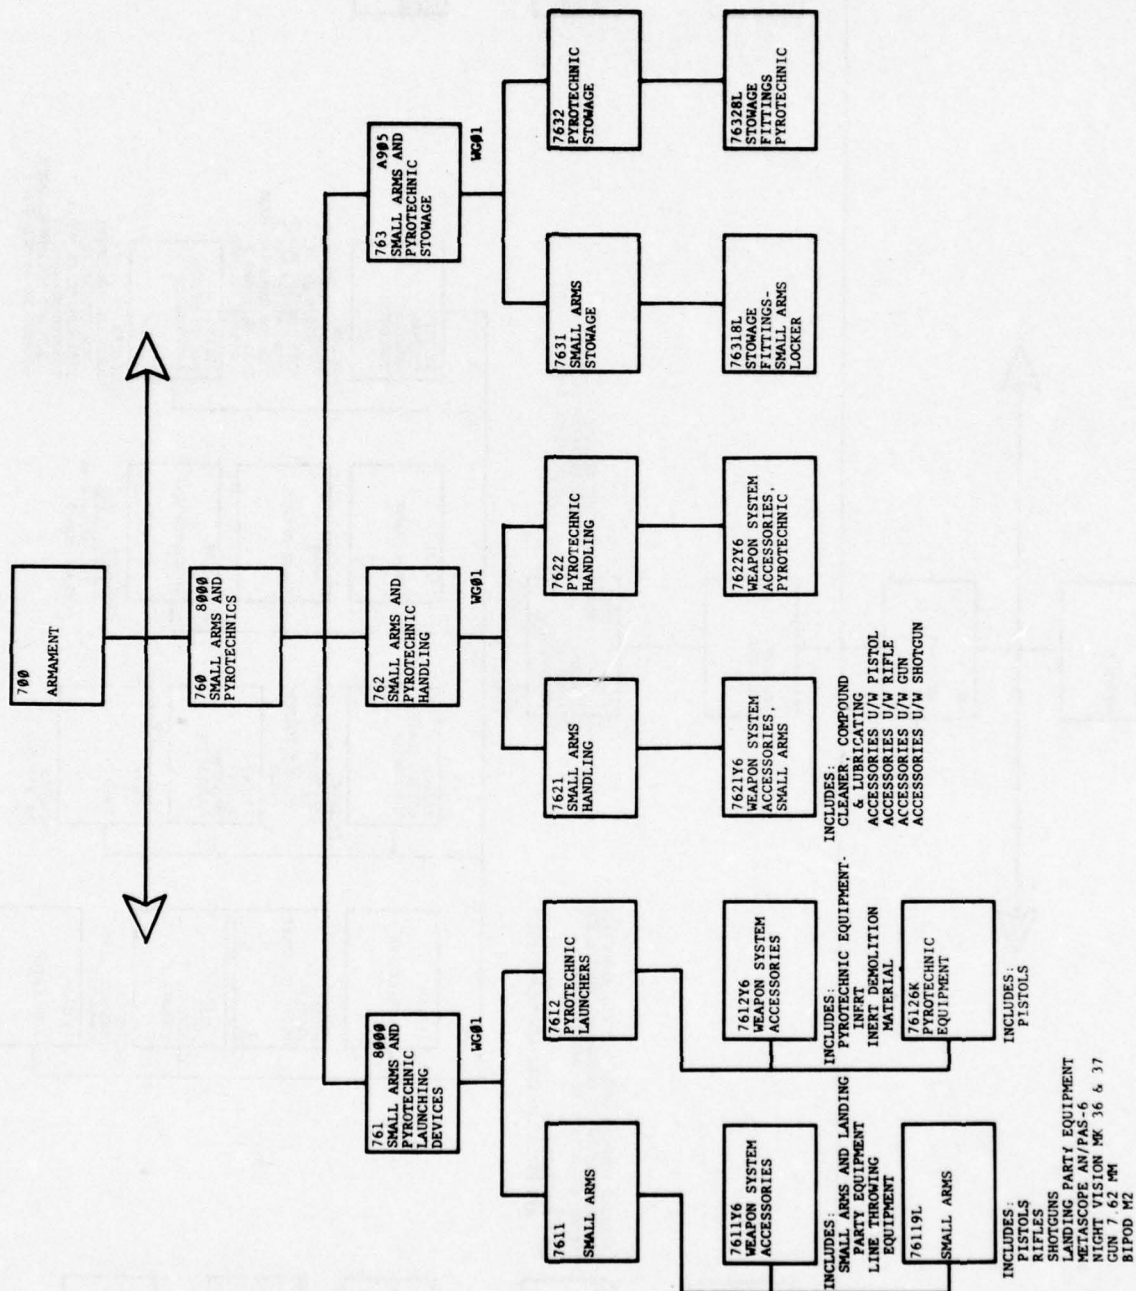 700
ARMAMENT
760 8000
SMALL ARMS AND
PYROTECHNICS
761 8000
SMALL ARMS AND
PYROTECHNIC
LAUNCHING
DEVICES
WG01
762
SMALL ARMS AND
PYROTECHNIC
HANDLING
WG01
763 A905
SMALL ARMS AND
PYROTECHNIC
STOWAGE
WG01
7611
SMALL ARMS
7612
PYROTECHNIC
LAUNCHERS
7621
SMALL ARMS
HANDLING
7622
PYROTECHNIC
HANDLING
7631
SMALL ARMS
STOWAGE
7632
PYROTECHNIC
STOWAGE
7611Y6
WEAPON SYSTEM
ACCESSORIES
INCLUDES:
SMALL ARMS AND LANDING
PARTY EQUIPMENT
LINE THROWING
EQUIPMENT
7612Y6
WEAPON SYSTEM
ACCESSORIES
INCLUDES:
PYROTECHNIC EQUIPMENT-
INERT
INERT DEMOLITION
MATERIAL
7621Y6
WEAPON SYSTEM
ACCESSORIES,
SMALL ARMS
INCLUDES:
CLEANER, COMPOUND
& LUBRICATING
ACCESSORIES U/W PISTOL
ACCESSORIES U/W RIFLE
ACCESSORIES U/W GUN
ACCESSORIES U/W SHOTGUN
7622Y6
WEAPON SYSTEM
ACCESSORIES,
PYROTECHNIC
76318L
STOWAGE
FITTINGS-
SMALL ARMS
LOCKER
76328L
STOWAGE
FITTINGS
PYROTECHNIC
76119L
SMALL ARMS
INCLUDES:
PISTOLS
RIFLES
SHOTGUNS
LANDING PARTY EQUIPMENT
METASCOPE AN/PAS-6
NIGHT VISION MK 36 & 37
GUN 7.62 MM
BIPOD M2
76126K
PYROTECHNIC
EQUIPMENT
INCLUDES:
PISTOLS